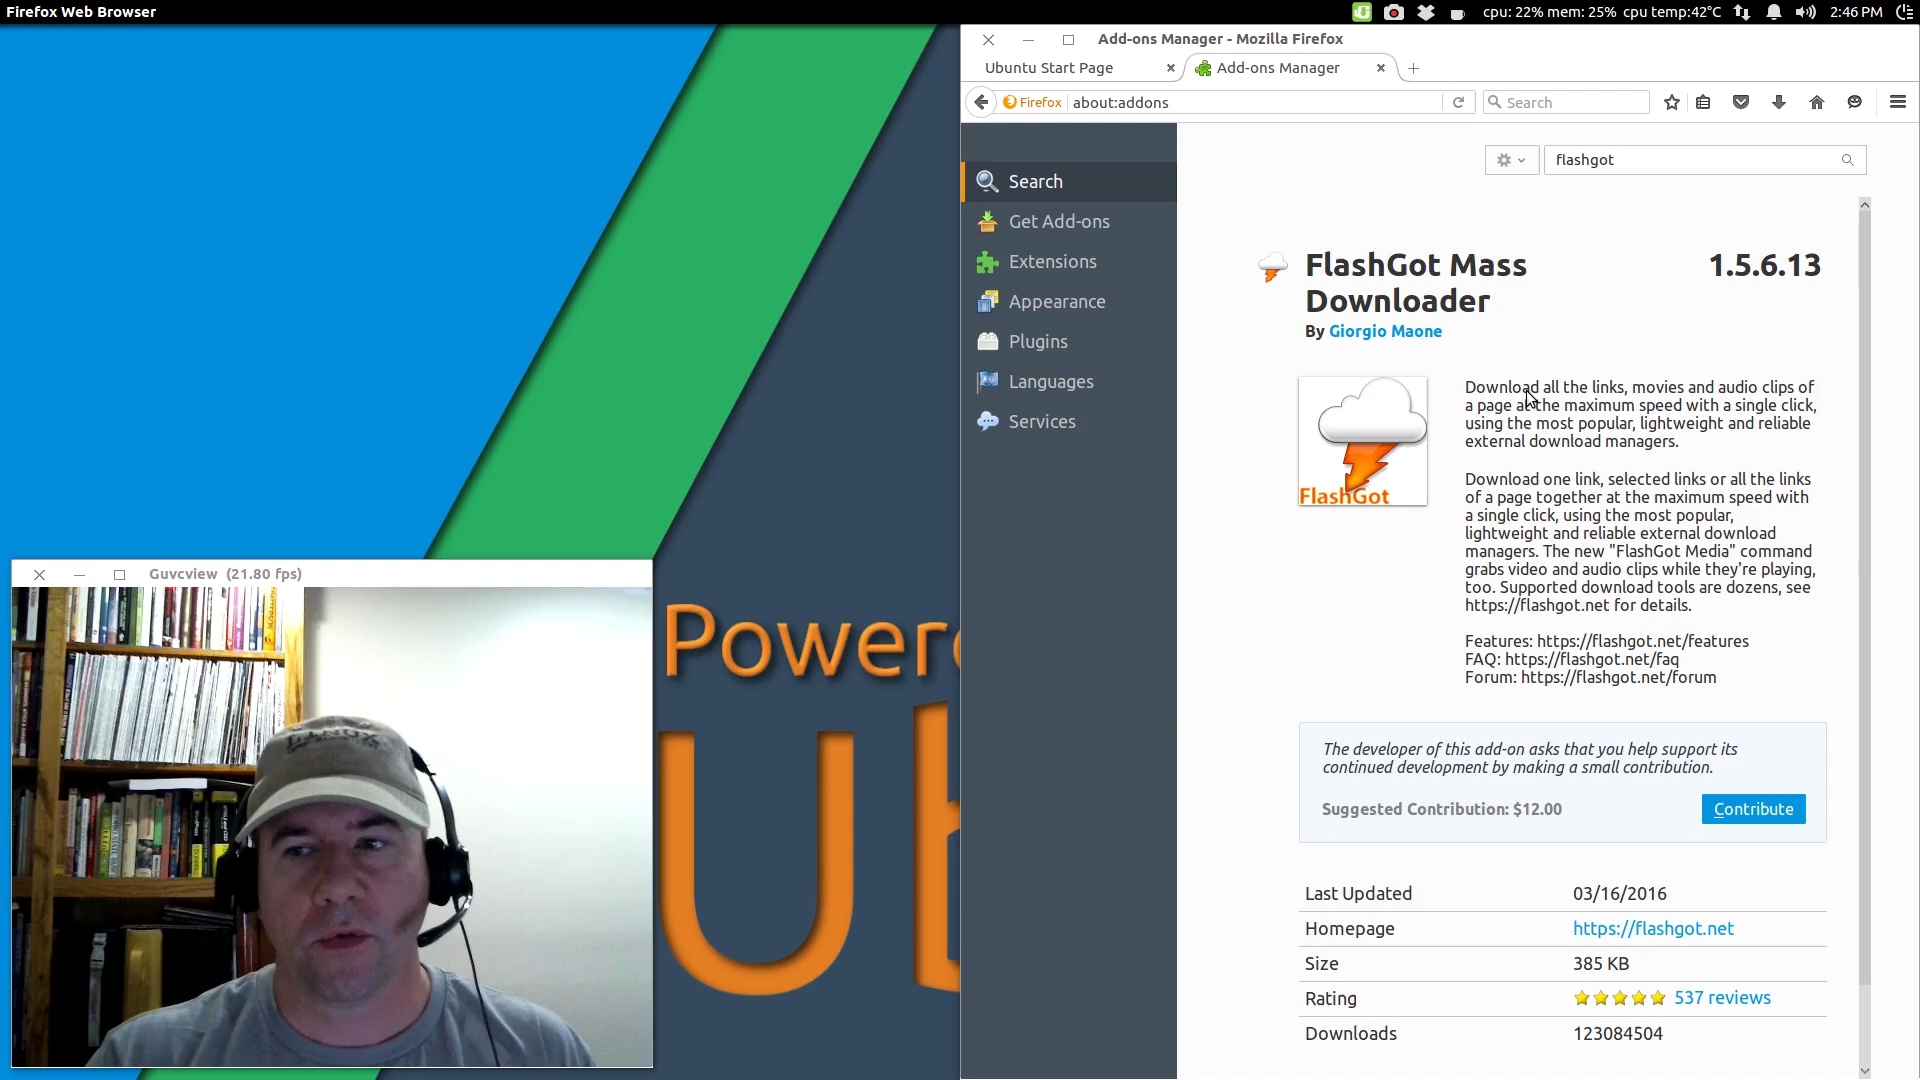 Firefox Web Browser
cpu: 22% mem: 25% cpu temp:42°C
2:46 PM
Add-ons Manager - Mozilla Firefox
Ubuntu Start Page
Add-ons Manager
Firefox
about:addons
Search
flashgot
Search
Get Add-ons
Extensions
Appearance
Plugins
Languages
Services
FlashGot Mass
Downloader
1.5.6.13
By Giorgio Maone
FlashGot
Download all the links, movies and audio clips of
a page at the maximum speed with a single click,
using the most popular, lightweight and reliable
external download managers.
Download one link, selected links or all the links
of a page together at the maximum speed with
a single click, using the most popular,
lightweight and reliable external download
managers. The new "FlashGot Media" command
grabs video and audio clips while they're playing,
too. Supported download tools are dozens, see
https://flashgot.net for details.
Features: https://flashgot.net/features
FAQ: https://flashgot.net/faq
Forum: https://flashgot.net/forum
The developer of this add-on asks that you help support its
continued development by making a small contribution.
Suggested Contribution: $12.00
Contribute
Last Updated 03/16/2016
Homepage https://flashgot.net
Size 385 KB
Rating 537 reviews
Downloads 123084504
Guvcview (21.80 fps)
LINUX
Power
U